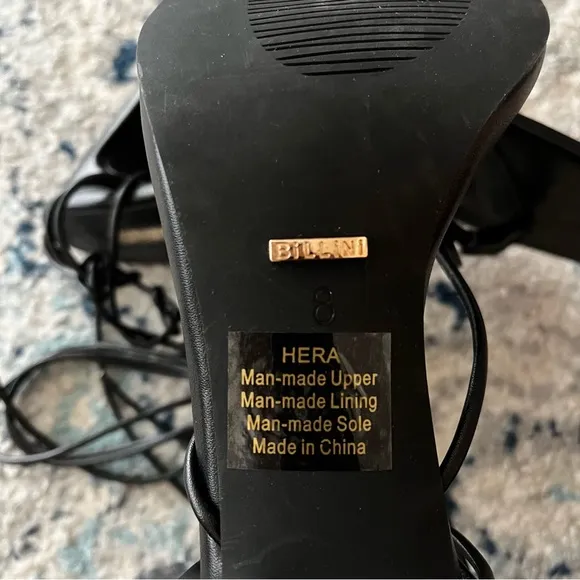 BILLINI
8
HERA
Man-made Upper
Man-made Lining
Man-made Sole
Made in China